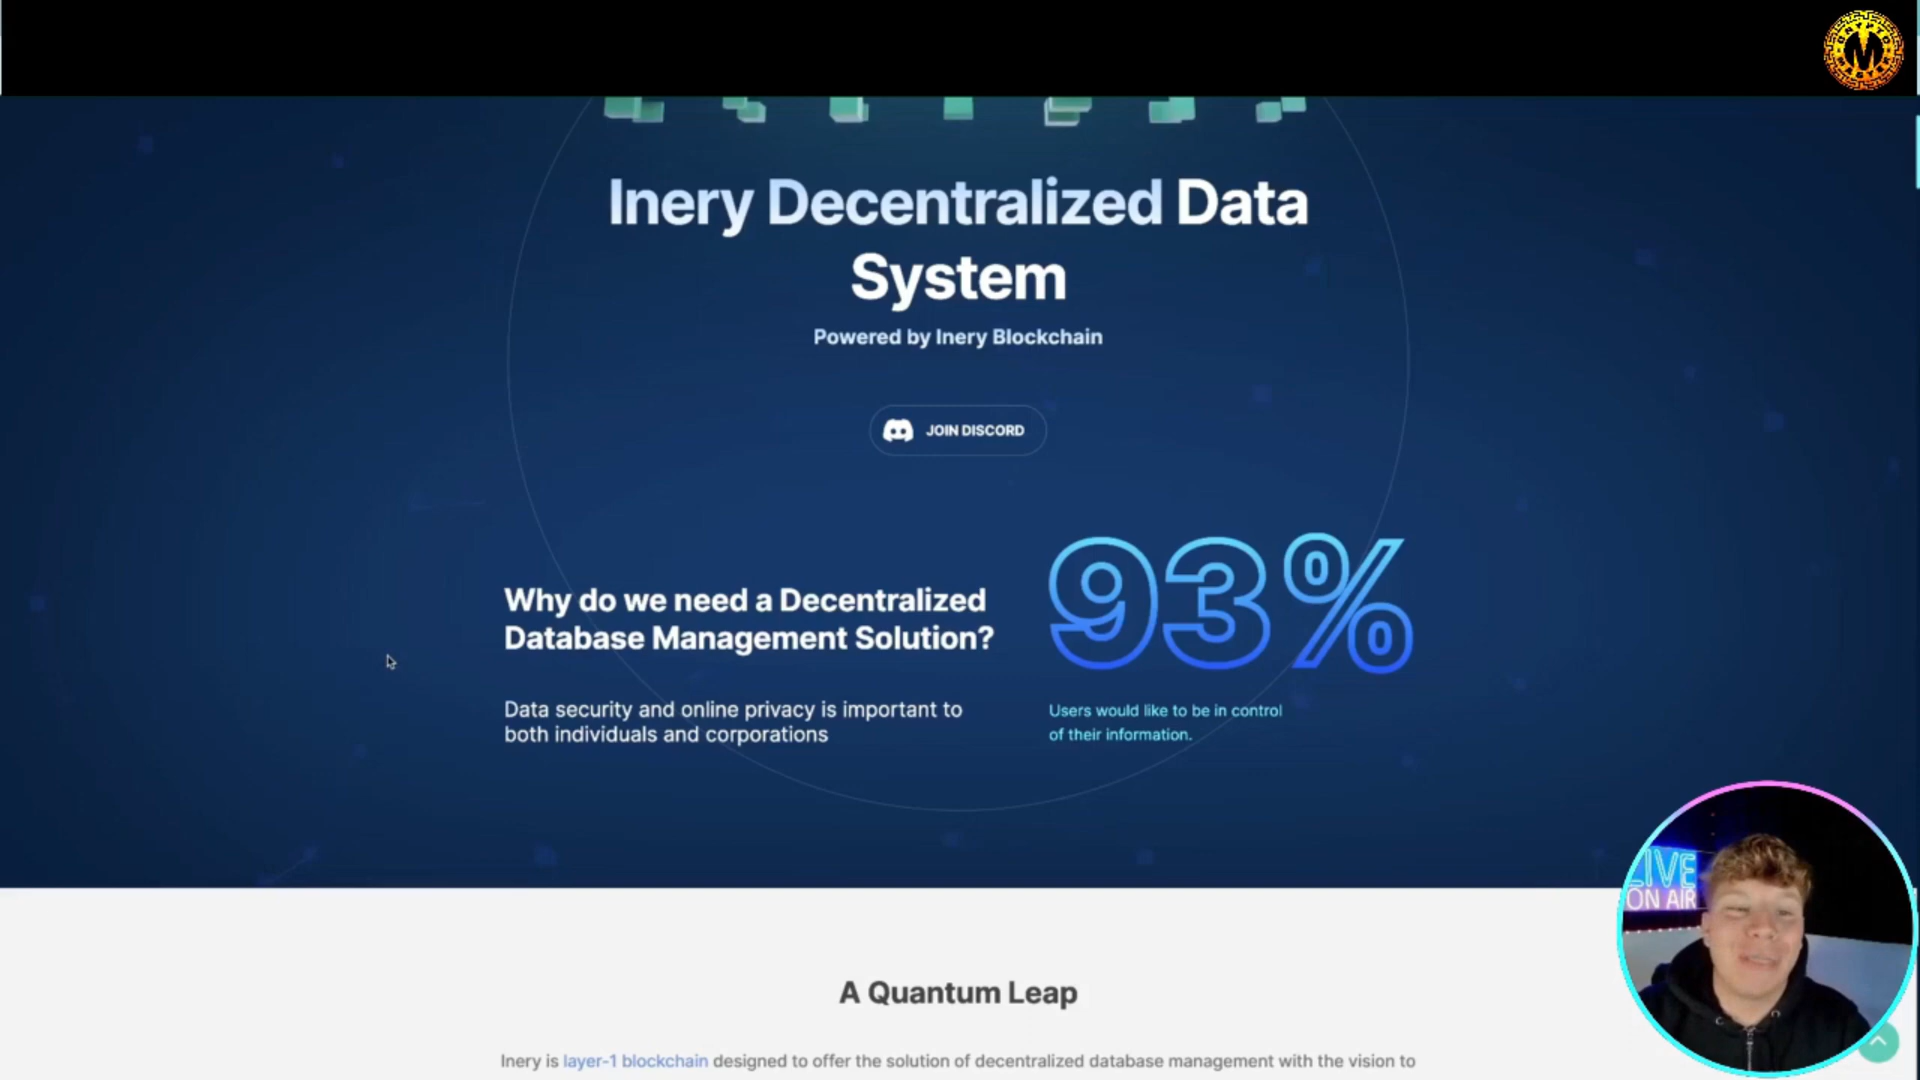 Inery Decentralized Data
System
Powered by Inery Blockchain
JOIN DISCORD
93%
Why do we need a Decentralized
Database Management Solution?
Data security and online privacy is important to
both individuals and corporations
Users would like to be in control
of their information.
LIVE
ON AIR
A Quantum Leap
Inery is layer-1 blockchain designed to offer the solution of decentralized database management with the vision to